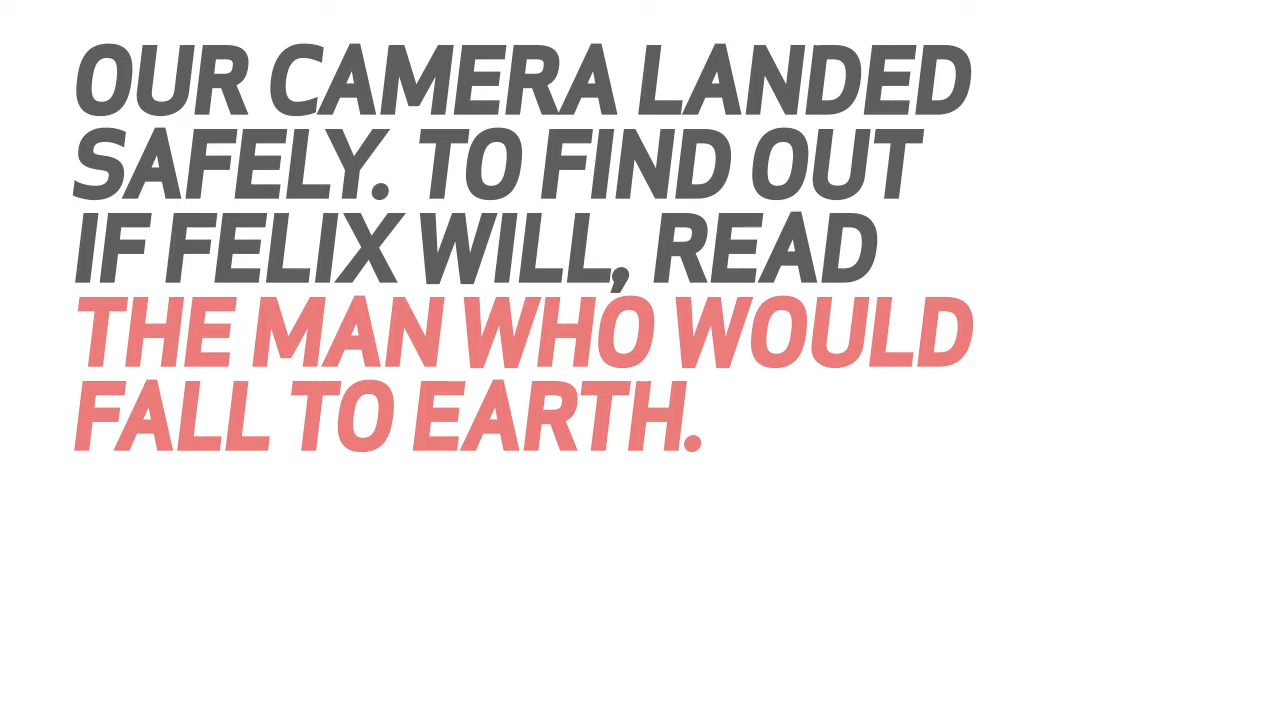 OUR CAMERA LANDED
SAFELY. TO FIND OUT
IF FELIX WILL, READ
THE MAN WHO WOULD
FALL TO EARTH.